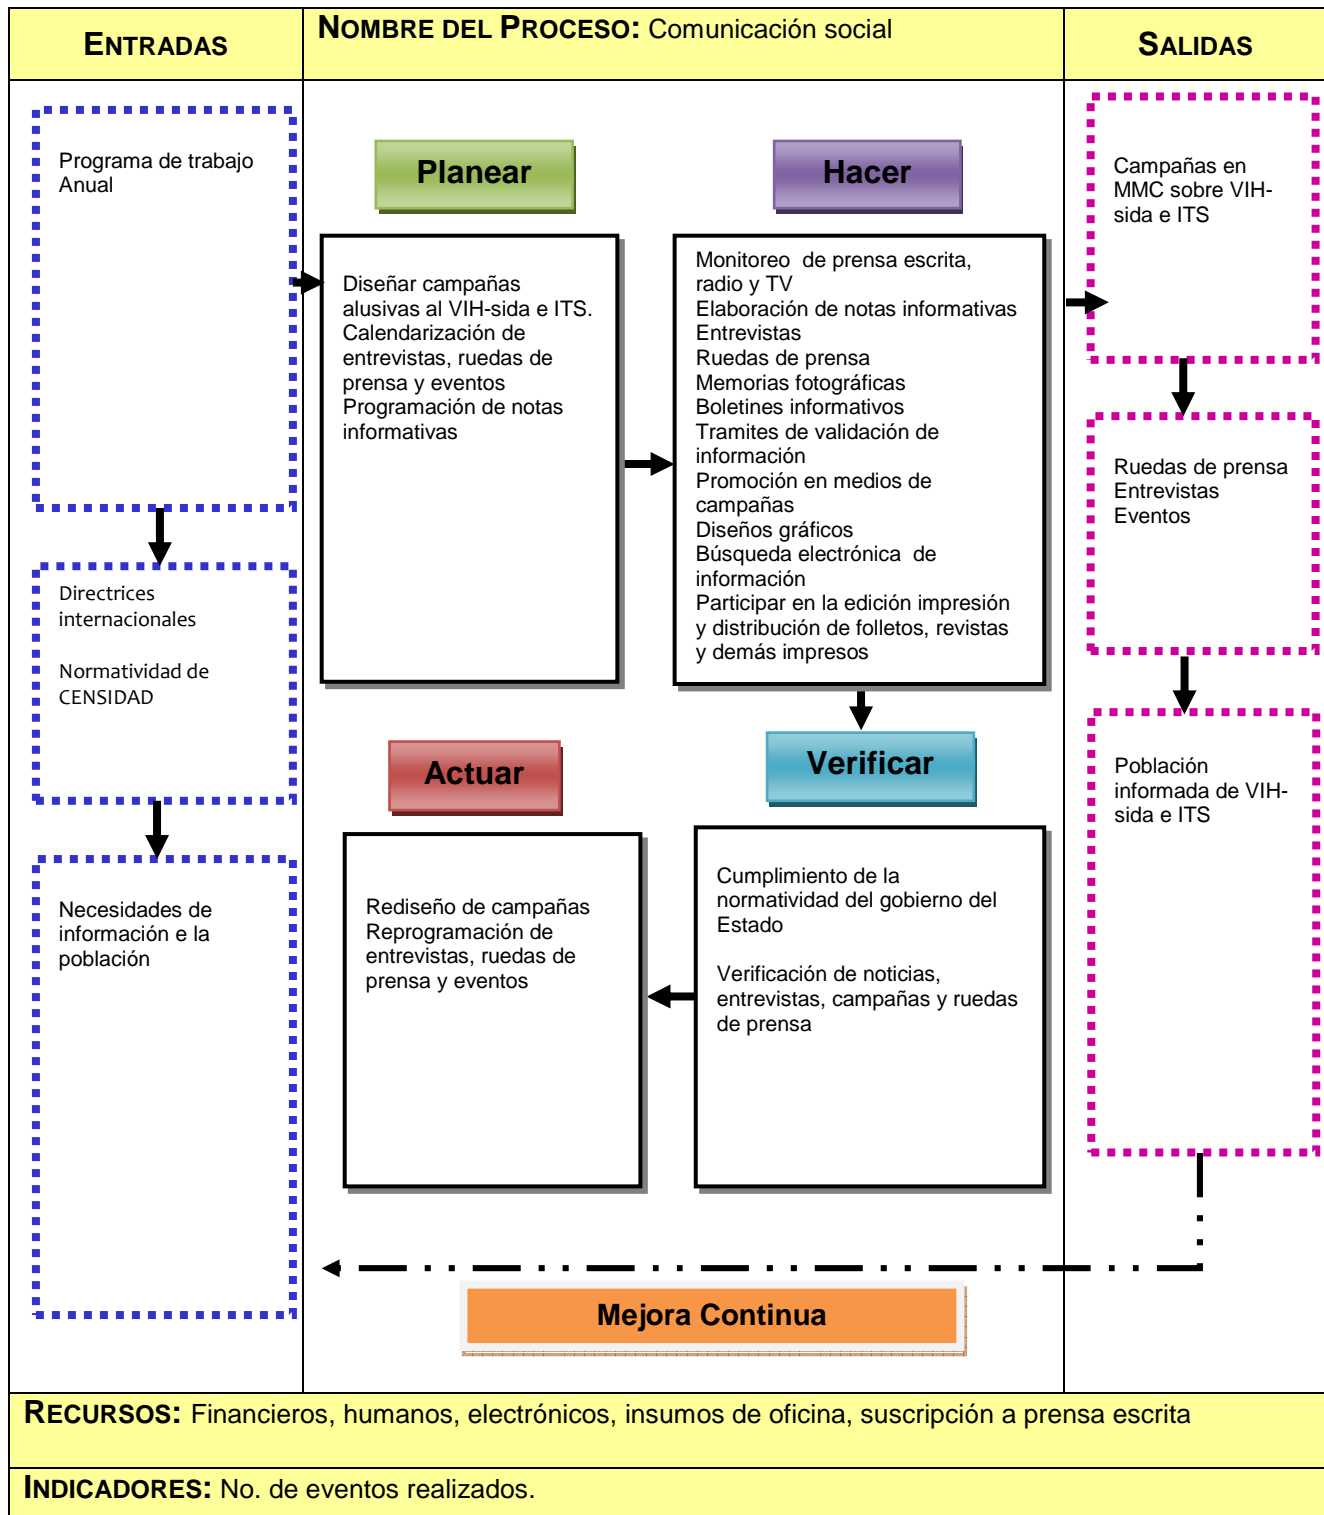 ENTRADAS
NOMBRE DEL PROCESO: Comunicación social
SALIDAS
Programa de trabajo
Anual
Directrices
internacionales
Normatividad de
CENSIDAD
Necesidades de
información e la
población
Planear
Diseñar campañas
alusivas al VIH-sida e ITS.
Calendarización de
entrevistas, ruedas de
prensa y eventos
Programación de notas
informativas
Hacer
Monitoreo de prensa escrita,
radio y TV
Elaboración de notas informativas
Entrevistas
Ruedas de prensa
Memorias fotográficas
Boletines informativos
Tramites de validación de
información
Promoción en medios de
campañas
Diseños gráficos
Búsqueda electrónica de
información
Participar en la edición impresión
y distribución de folletos, revistas
y demás impresos
Actuar
Rediseño de campañas
Reprogramación de
entrevistas, ruedas de
prensa y eventos
Verificar
Cumplimiento de la
normatividad del gobierno del
Estado
Verificación de noticias,
entrevistas, campañas y ruedas
de prensa
Campañas en
MMC sobre VIH-
sida e ITS
Ruedas de prensa
Entrevistas
Eventos
Población
informada de VIH-
sida e ITS
Mejora Continua
RECURSOS: Financieros, humanos, electrónicos, insumos de oficina, suscripción a prensa escrita
INDICADORES: No. de eventos realizados.